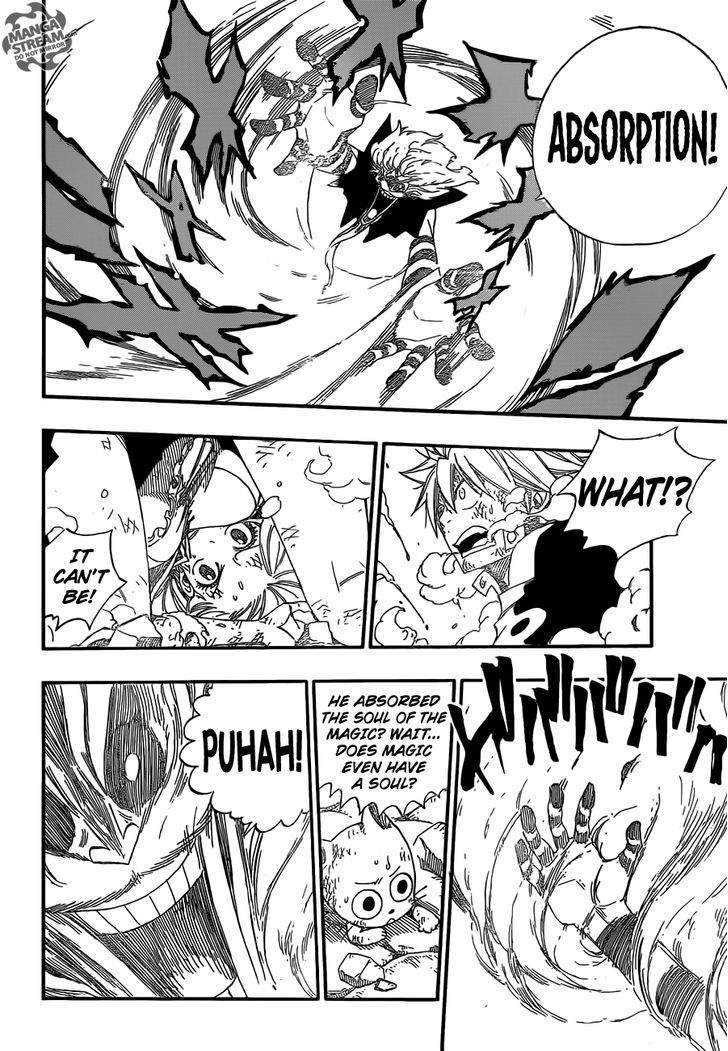 MANGA
STREAM
DO NOT MIRROR
ABSORPTION!
WHAT!?
IT
CAN'T
BE!
HE ABSORBED
THE SOUL OF THE
MAGIC? WAIT...
DOES MAGIC
EVEN HAVE
A SOUL?
PUHAH!